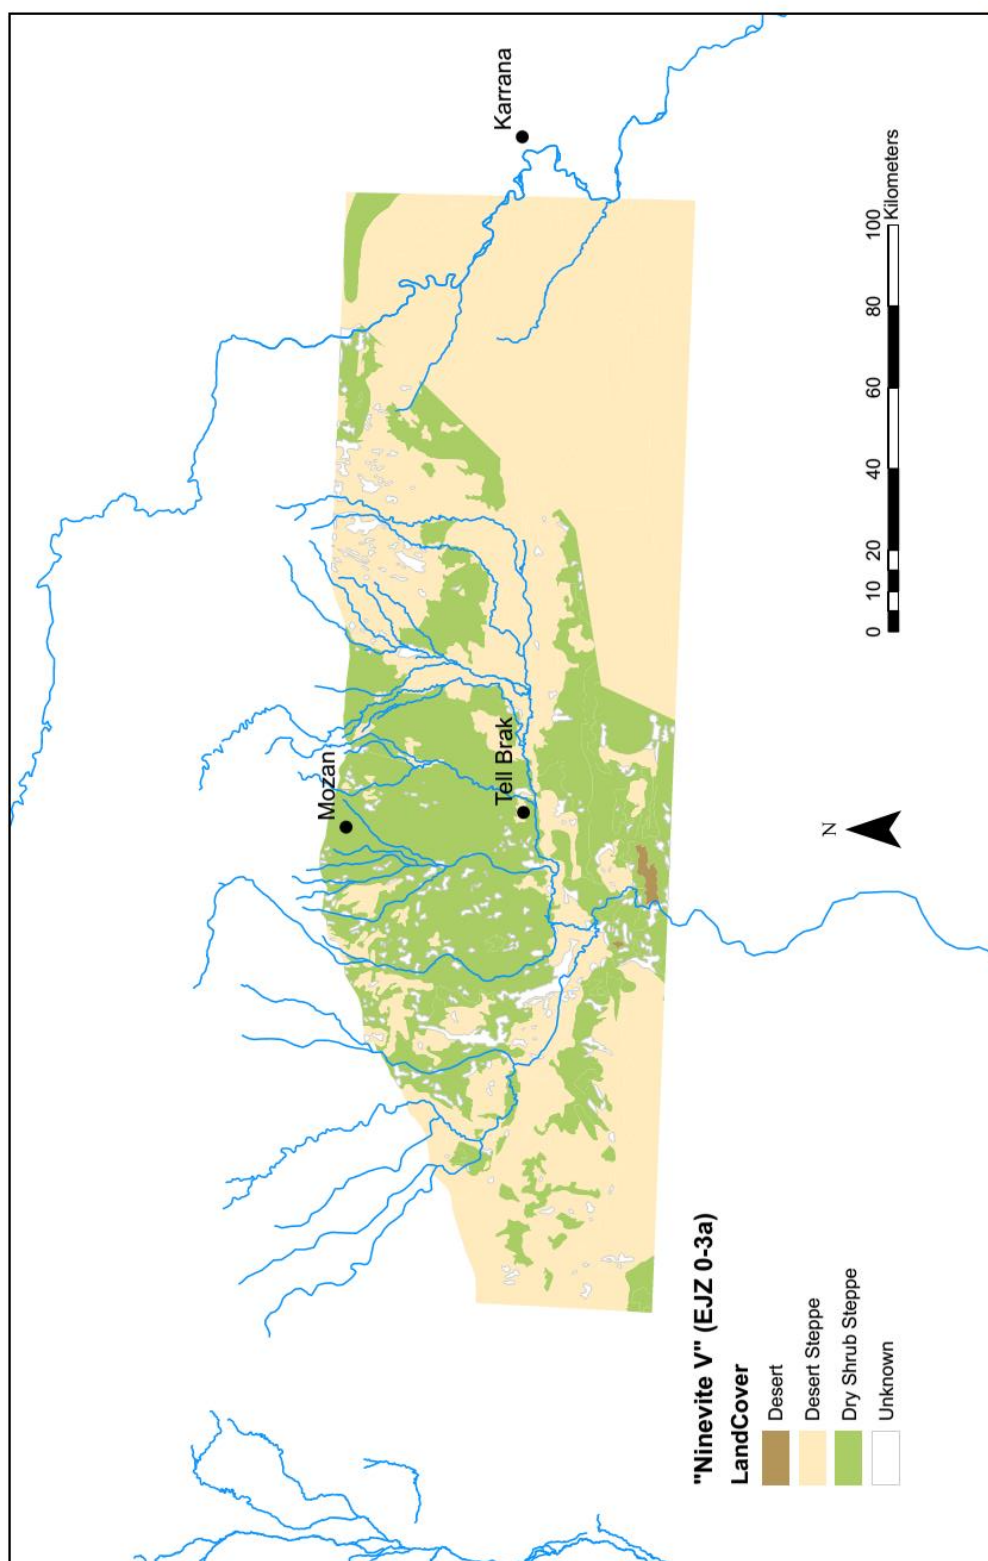 Karrana
Mozan
Tell Brak
N
0 10 20 40 60 80 100
Kilometers
"Ninevite V" (EJZ 0-3a)
LandCover
Desert
Desert Steppe
Dry Shrub Steppe
Unknown